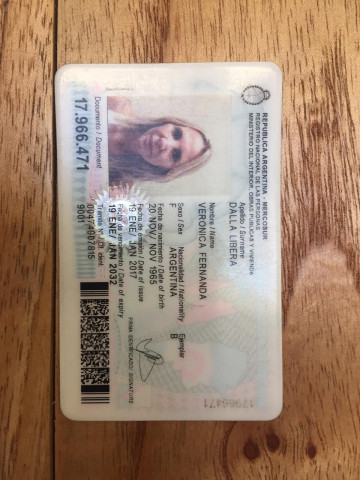 REPUBLICA ARGENTINA - MERCOSUR
REGISTRO NACIONAL DE LAS PERSONAS
MINISTERIO DEL INTERIOR, OBRAS PUBLICAS Y VIVIENDA
Apellido / Surname
DALLA LIBERA
Nombre / Name
VERÓNICA FERNANDA
Sexo / Sex
Nacionalidad / Nationality
Ejemplar
F
ARGENTINA
B
Fecha de nacimiento / Date of birth
20 NOV/ NOV 1965
Fecha de emisión / Date of issue
19 ENE/ JAN 2017
Fecha de vencimiento / Date of expiry
19 ENE/ JAN 2032
FIRMA IDENTIFICADO/ SIGNATURE
Documento / Document
17.966.471
Trámite Nº / Of. ident.
9001
17966471